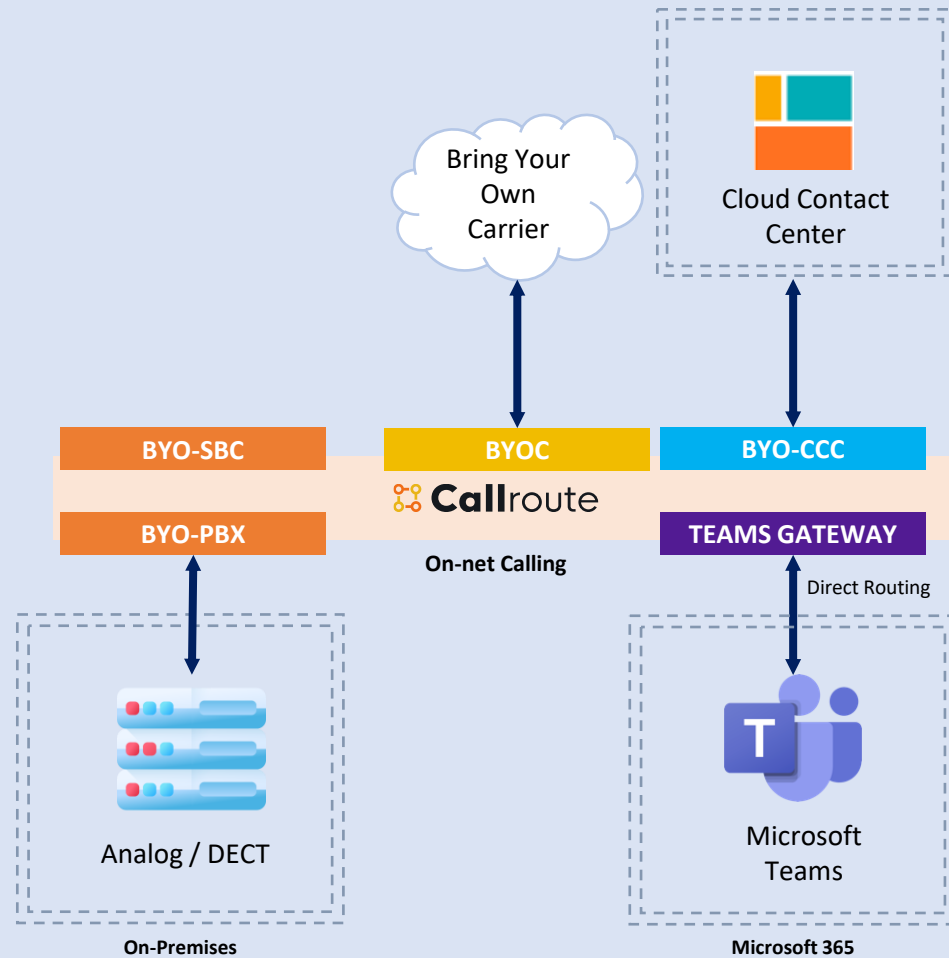 Bring Your
Own
Carrier
Cloud Contact
Center
BYO-SBC
BYOC
BYO-CCC
Callroute
BYO-PBX
TEAMS GATEWAY
On-net Calling
Direct Routing
T
Analog / DECT
Microsoft
Teams
On-Premises
Microsoft 365